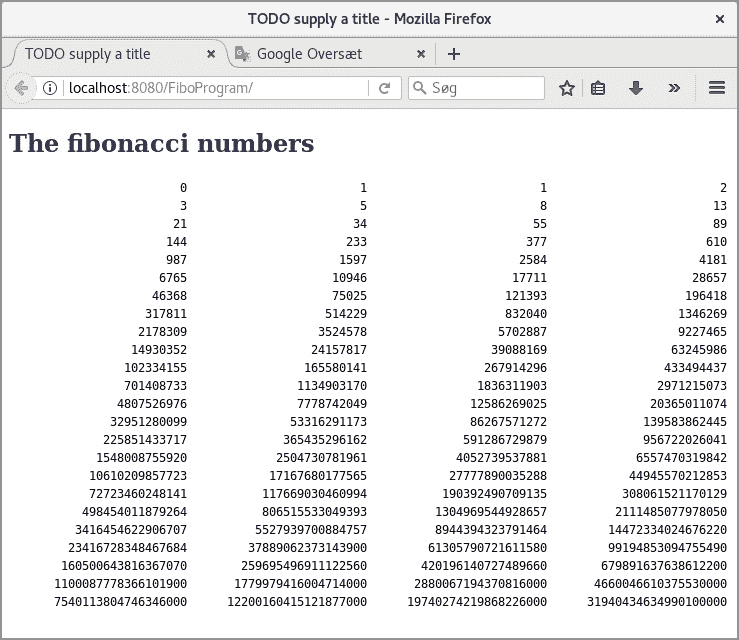 TODO supply a title - Mozilla Firefox
TODO supply a title Google Oversæt
localhost:8080/FiboProgram/ Søg
The fibonacci numbers
0 1 1 2
3 5 8 13
21 34 55 89
144 233 377 610
987 1597 2584 4181
6765 10946 17711 28657
46368 75025 121393 196418
317811 514229 832040 1346269
2178309 3524578 5702887 9227465
14930352 24157817 39088169 63245986
102334155 165580141 267914296 433494437
701408733 1134903170 1836311903 2971215073
4807526976 7778742049 12586269025 20365011074
32951280099 53316291173 86267571272 139583862445
225851433717 365435296162 591286729879 956722026041
1548008755920 2504730781961 4052739537881 6557470319842
10610209857723 17167680177565 27777890035288 44945570212853
72723460248141 117669030460994 190392490709135 308061521170129
498454011879264 806515533049393 1304969544928657 2111485077978050
3416454622906707 5527939700884757 8944394323791464 14472334024676220
23416728348467684 37889062373143900 61305790721611580 99194853094755490
160500643816367070 259695496911122560 420196140727489660 679891637638612200
1100087778366101900 1779979416004714000 2880067194370816000 4660046610375530000
7540113804746346000 12200160415121877000 19740274219868226000 31940434634990100000